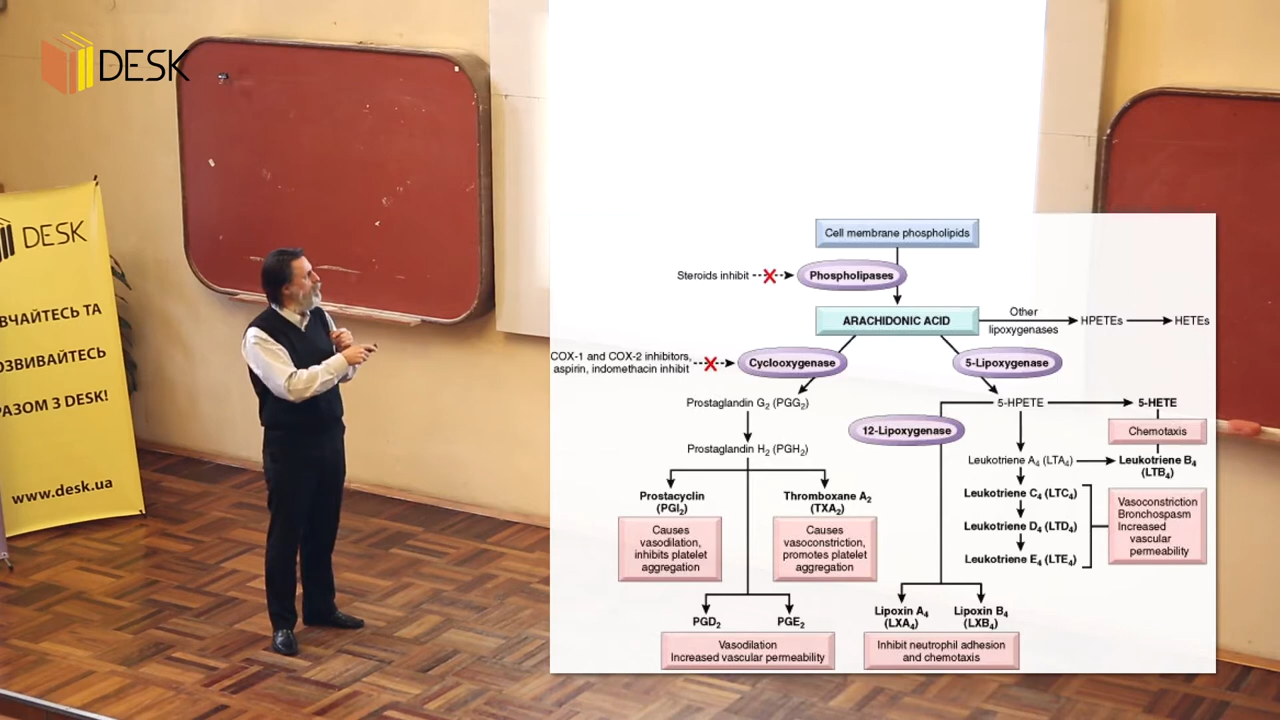 DESK
DESK
ВЧАЙТЕСЬ ТА
ОЗВИВАЙТЕСЬ
РАЗОМ З DESK!
www.desk.ua
Cell membrane phospholipids
Steroids inhibit
Phospholipases
ARACHIDONIC ACID
Other
lipoxygenases
HPETEs
HETEs
COX-1 and COX-2 inhibitors,
aspirin, indomethacin inhibit
Cyclooxygenase
5-Lipoxygenase
Prostaglandin G₂ (PGG₂)
5-HPETE
5-HETE
12-Lipoxygenase
Chemotaxis
Prostaglandin H₂ (PGH₂)
Leukotriene A₄ (LTA₄)
Leukotriene B₄
(LTB₄)
Prostacyclin
(PGI₂)
Thromboxane A₂
(TXA₂)
Leukotriene C₄ (LTC₄)
Leukotriene D₄ (LTD₄)
Leukotriene E₄ (LTE₄)
Vasoconstriction
Bronchospasm
Increased
vascular
permeability
Causes
vasodilation,
inhibits platelet
aggregation
Causes
vasoconstriction,
promotes platelet
aggregation
PGD₂
PGE₂
Vasodilation
Increased vascular permeability
Lipoxin A₄
(LXA₄)
Lipoxin B₄
(LXB₄)
Inhibit neutrophil adhesion
and chemotaxis